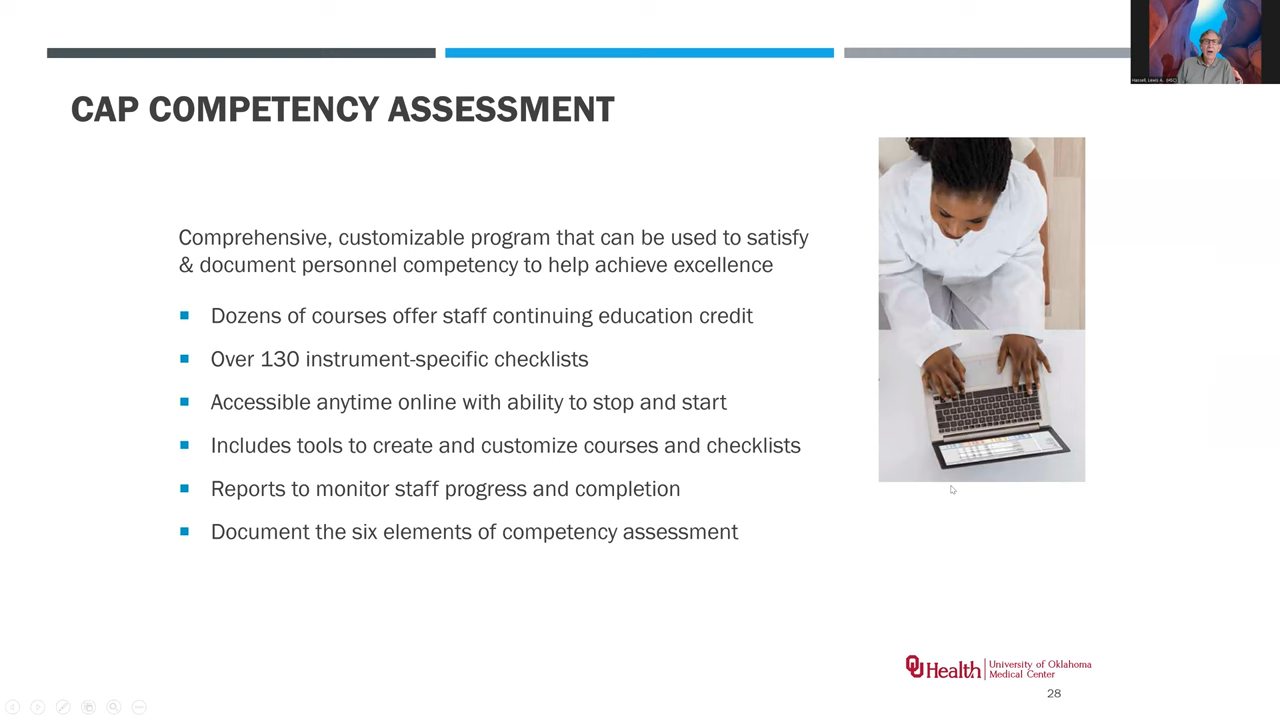 Hassell, Lewis A. (HSC)
CAP COMPETENCY ASSESSMENT
Comprehensive, customizable program that can be used to satisfy
& document personnel competency to help achieve excellence
Dozens of courses offer staff continuing education credit
Over 130 instrument-specific checklists
Accessible anytime online with ability to stop and start
Includes tools to create and customize courses and checklists
Reports to monitor staff progress and completion
Document the six elements of competency assessment
OU Health University of Oklahoma
Medical Center
28